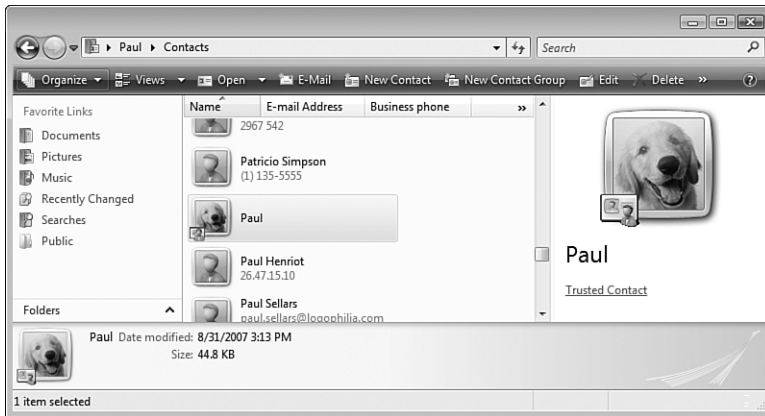 Paul Contacts Search
Organize Views Open E-Mail New Contact New Contact Group Edit Delete » ?
Favorite Links
Documents
Pictures
Music
Recently Changed
Searches
Public
Folders
Name E-mail Address Business phone »
2967 542
Patricio Simpson
(1) 135-5555
Paul
Paul Henriot
26.47.15.10
Paul Sellars
paul.sellars@logophilia.com
Paul
Trusted Contact
Paul Date modified: 8/31/2007 3:13 PM
Size: 44.8 KB
1 item selected